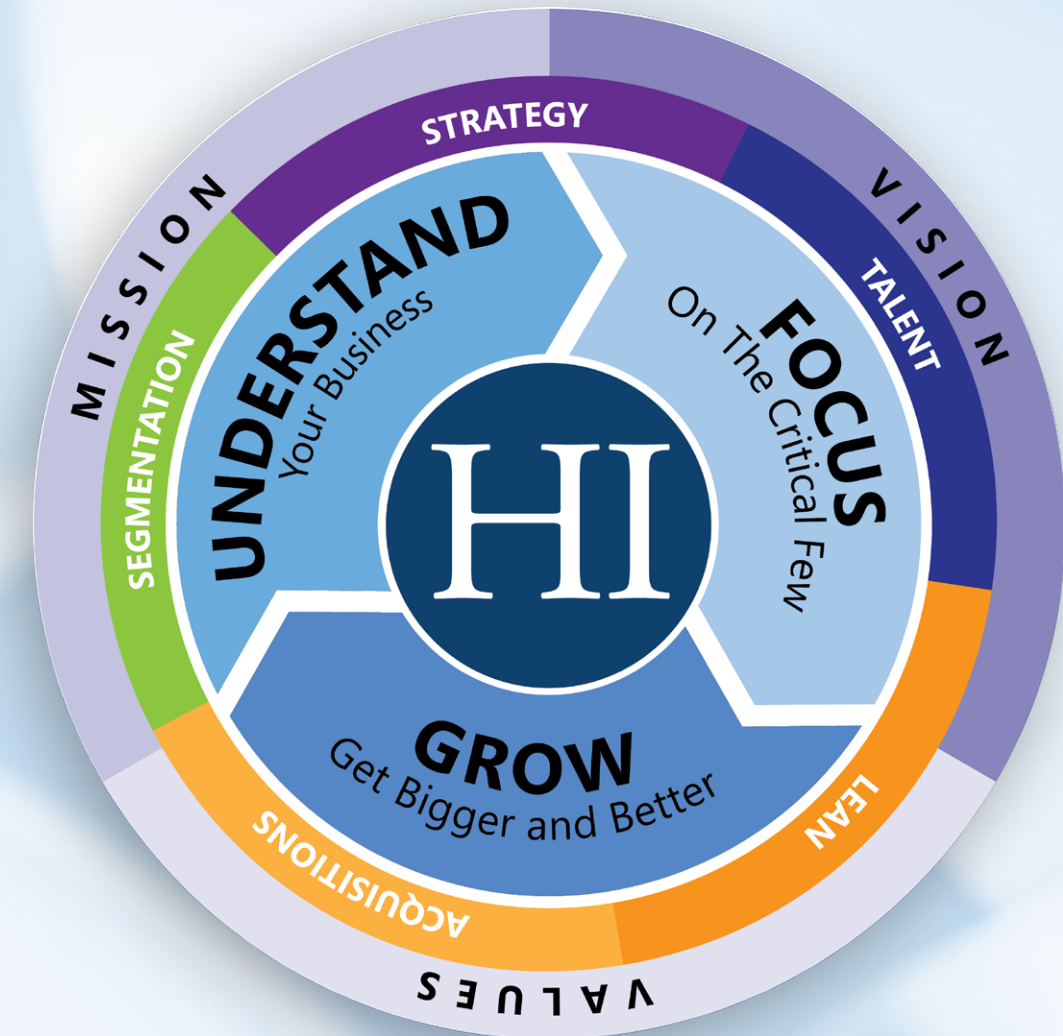 MISSION
VISION
VALUES
STRATEGY
TALENT
LEAN
ACQUISITIONS
SEGMENTATION
UNDERSTAND
Your Business
FOCUS
On The Critical Few
GROW
Get Bigger and Better
HI